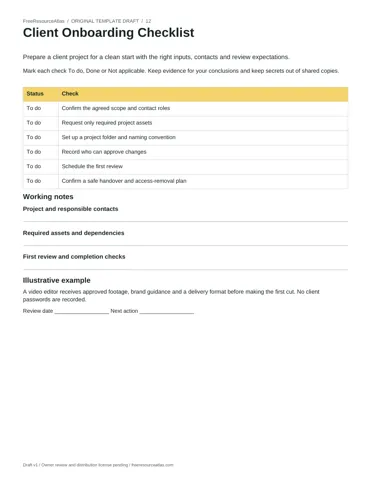 FreeResourceAtlas / ORIGINAL TEMPLATE DRAFT / 12
Client Onboarding Checklist
Prepare a client project for a clean start with the right inputs, contacts and review expectations.
Mark each check To do, Done or Not applicable. Keep evidence for your conclusions and keep secrets out of shared copies.
Status Check
To do Confirm the agreed scope and contact roles
To do Request only required project assets
To do Set up a project folder and naming convention
To do Record who can approve changes
To do Schedule the first review
To do Confirm a safe handover and access-removal plan
Working notes
Project and responsible contacts
Required assets and dependencies
First review and completion checks
Illustrative example
A video editor receives approved footage, brand guidance and a delivery format before making the first cut. No client
passwords are recorded.
Review date ____________________ Next action ____________________
Draft v1 / Owner review and distribution license pending / freeresourceatlas.com